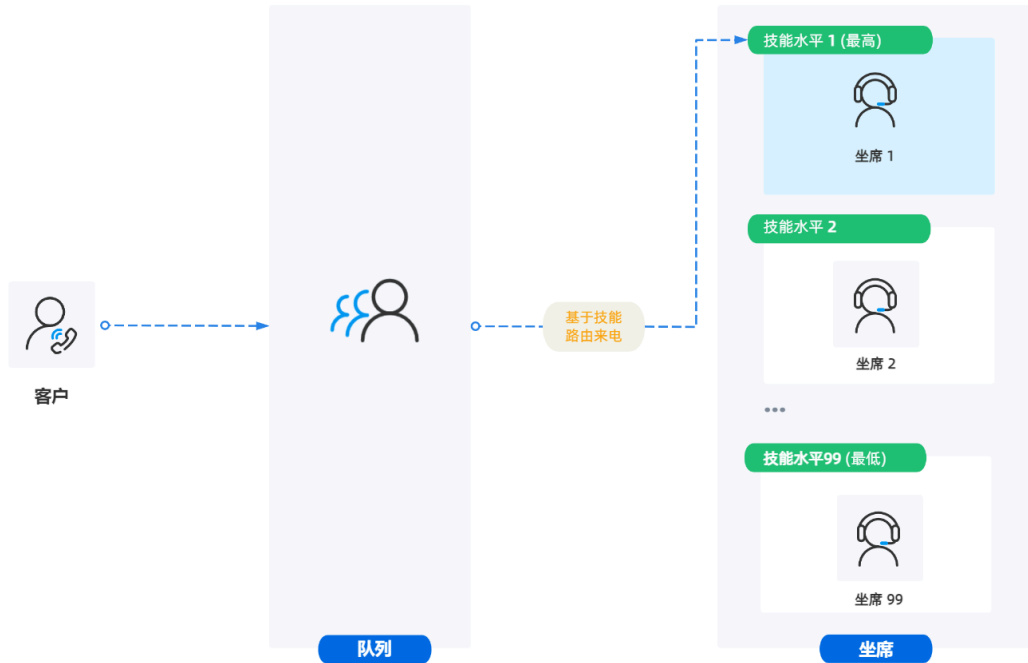 客户
队列
基于技能
路由来电
技能水平 1 (最高)
坐席 1
技能水平 2
坐席 2
•••
技能水平99 (最低)
坐席 99
坐席